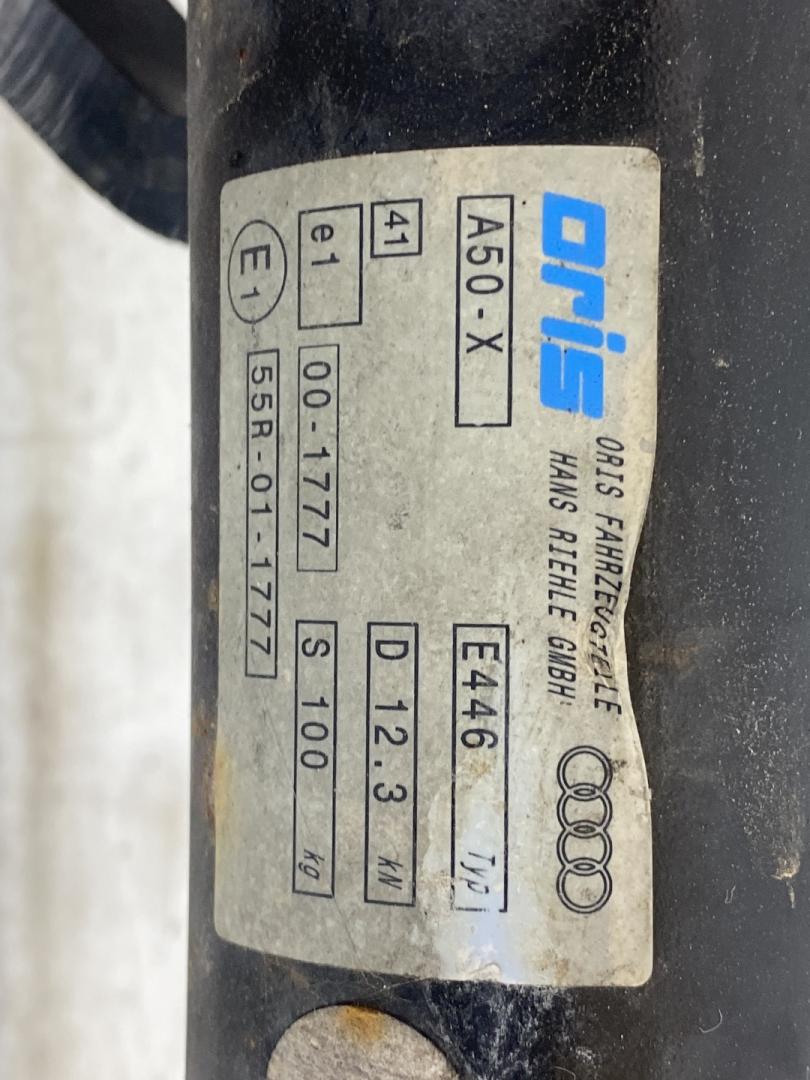 oris
ORIS FAHRZEUGTEILE
HANS RIEHLE GMBH
A50-X
E446 Typ
41
D 12.3 kN
e1
00-1777
S 100 kg
E1
55R-01-1777